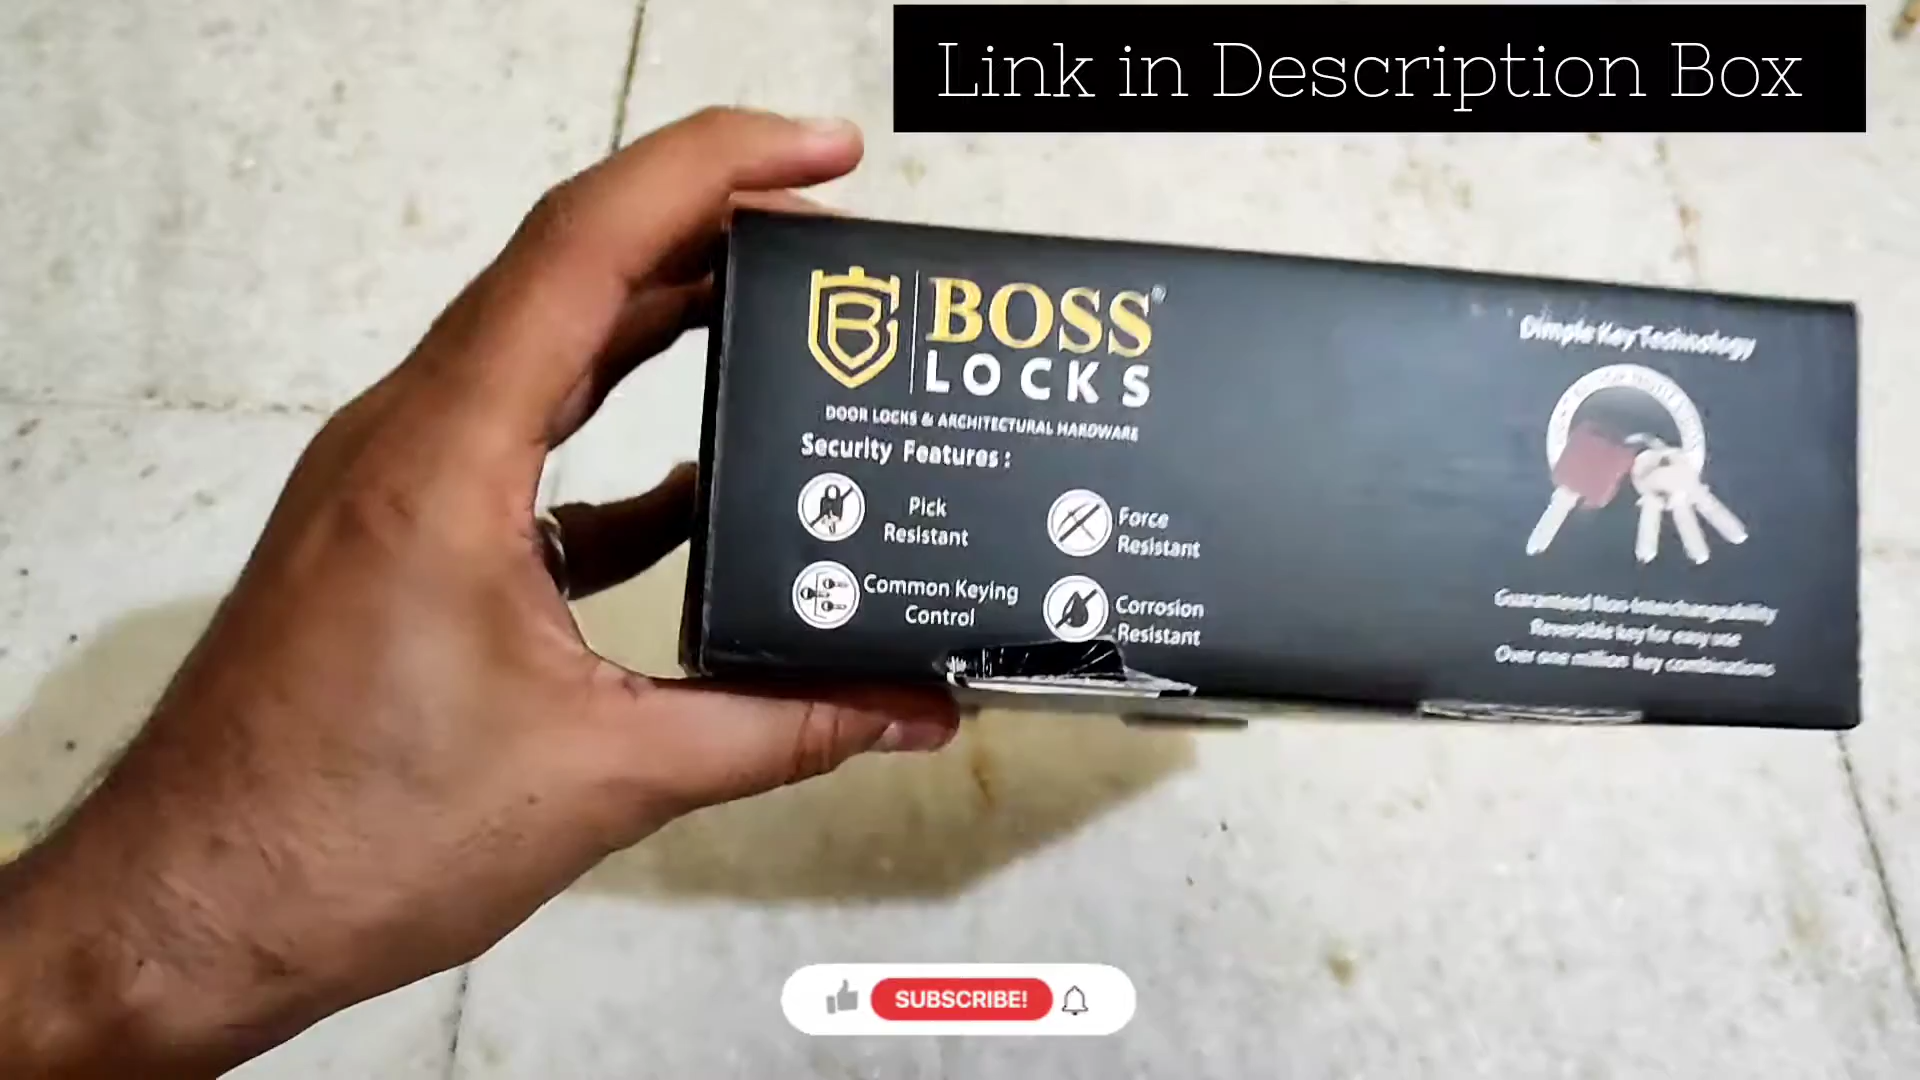 Link in Description Box
BOSS®
LOCKS
DOOR LOCKS & ARCHITECTURAL HARDWARE
Security Features :
Pick
Resistant
Force
Resistant
Common Keying
Control
Corrosion
Resistant
Dimple Key Technology
Guaranteed Non-Interchangeability
Reversible key for easy use
Over one million key combinations
SUBSCRIBE!